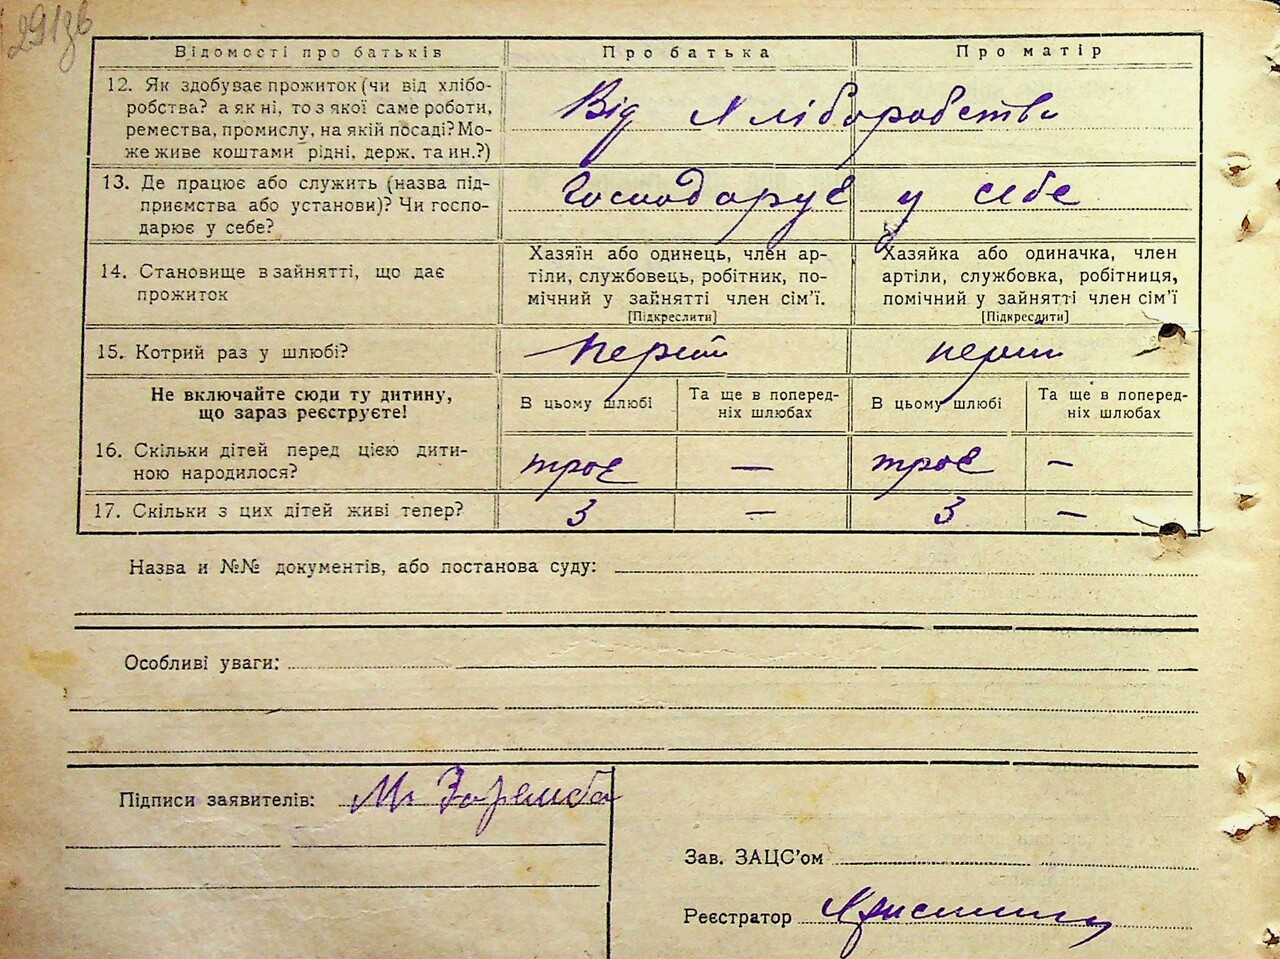 291зв
Відомості про батьків Про батька Про матір
12. Як здобуває прожиток (чи від хлібо-
робства? а як ні, то з якої саме роботи,
ремества, промислу, на якій посаді? Мо-
же живе коштами рідні, держ. та ин.?)
Від Хліборобства
13. Де працює або служить (назва під-
приємства або установи)? Чи госпо-
дарює у себе?
Господарує у себе
14. Становище в зайнятті, що дає
прожиток
Хазяїн або одинець, член ар-
тілі, службовець, робітник, по-
мічний у зайнятті член сім’ї.
[Підкреслити]
Хазяйка або одиначка, член
артілі, службовка, робітниця,
помічний у зайнятті член сім’ї
[Підкреслити]
15. Котрий раз у шлюбі? перший перший
Не включайте сюди ту дитину,
що зараз реєструєте!
В цьому шлюбі
Та ще в поперед-
ніх шлюбах
В цьому шлюбі
Та ще в поперед-
ніх шлюбах
16. Скільки дітей перед цією дити-
ною народилося?
троє — троє —
17. Скільки з цих дітей живі тепер? 3 — 3 —
Назва и №№ документів, або постанова суду:
Особливі уваги:
Підписи заявителів: Заремба
Зав. ЗАЦС’ом
Реєстратор